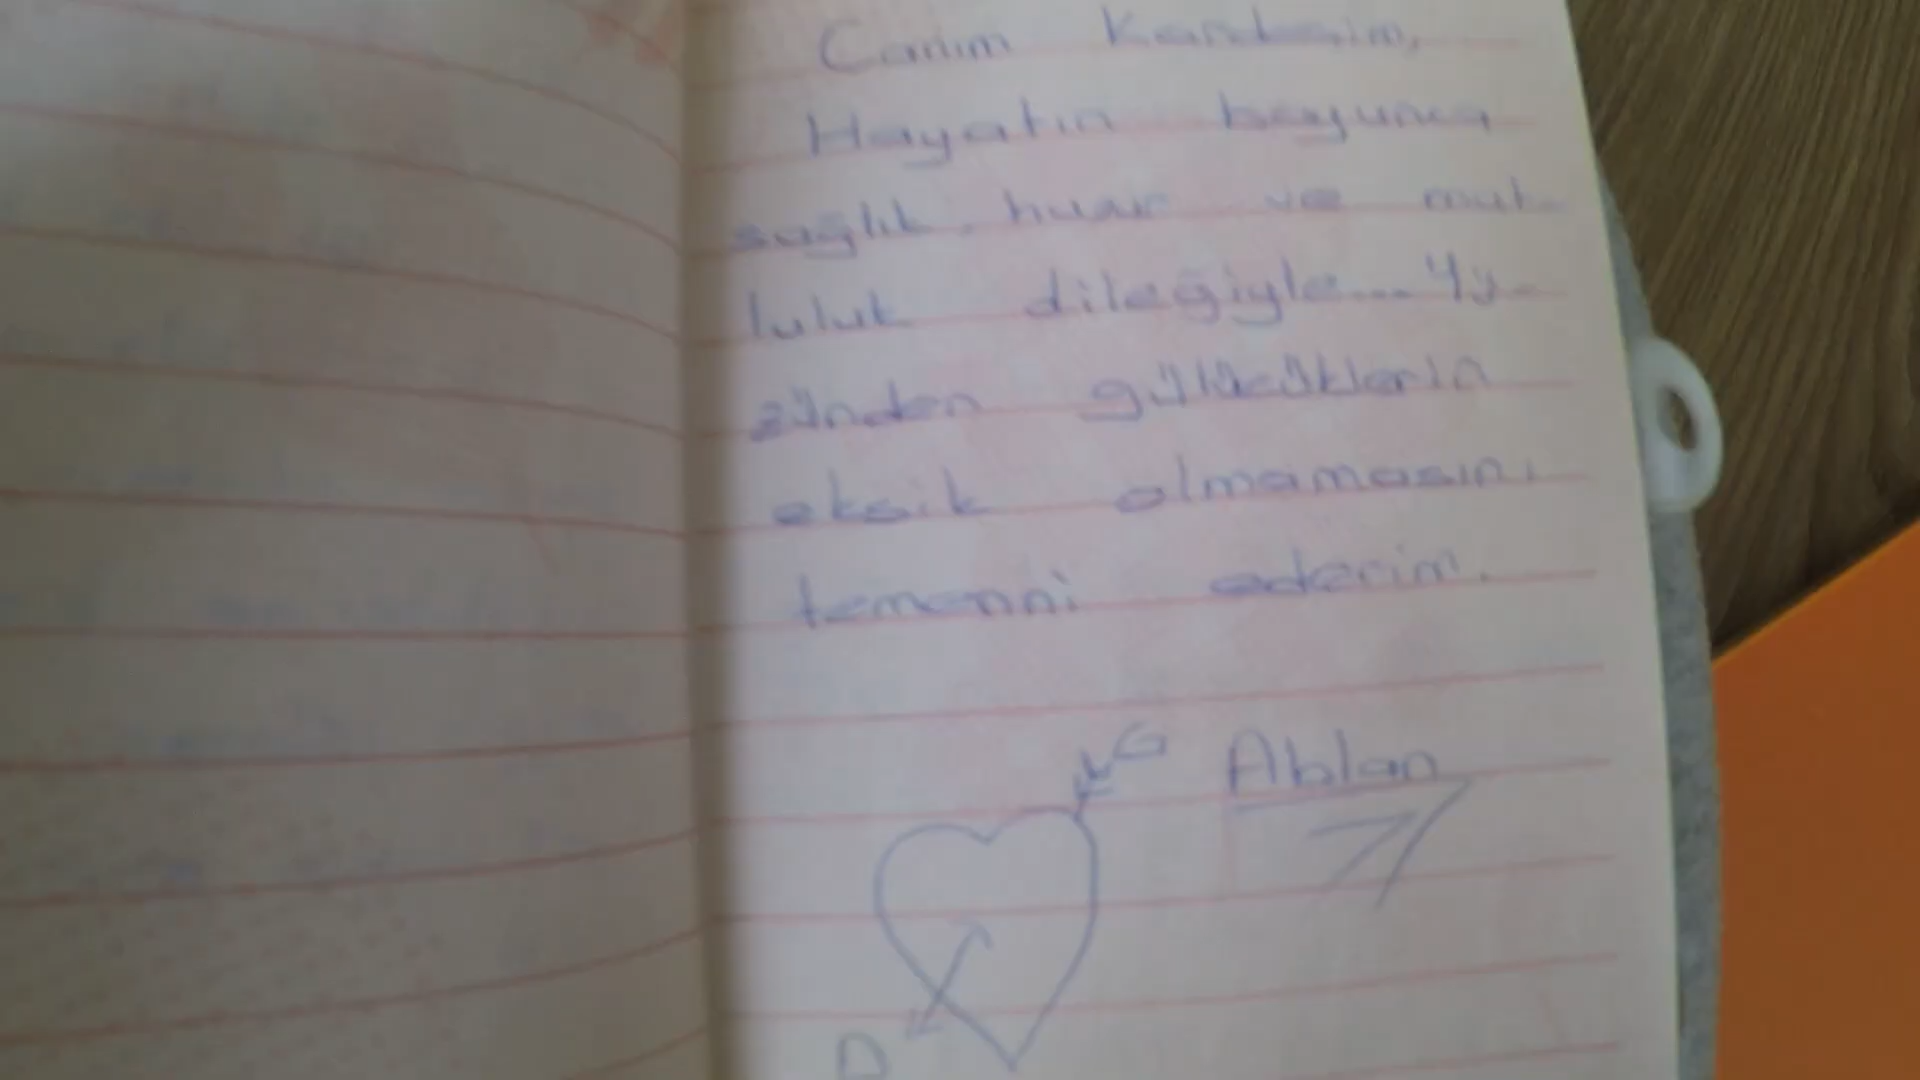 Canım Kardeşim,
Hayatın boyunca
sağlık, huzur ve mut-
luluk dileğiyle... Yü-
zünden gülücüklerin
eksik olmamasını
temenni ederim.
G Ablan
D